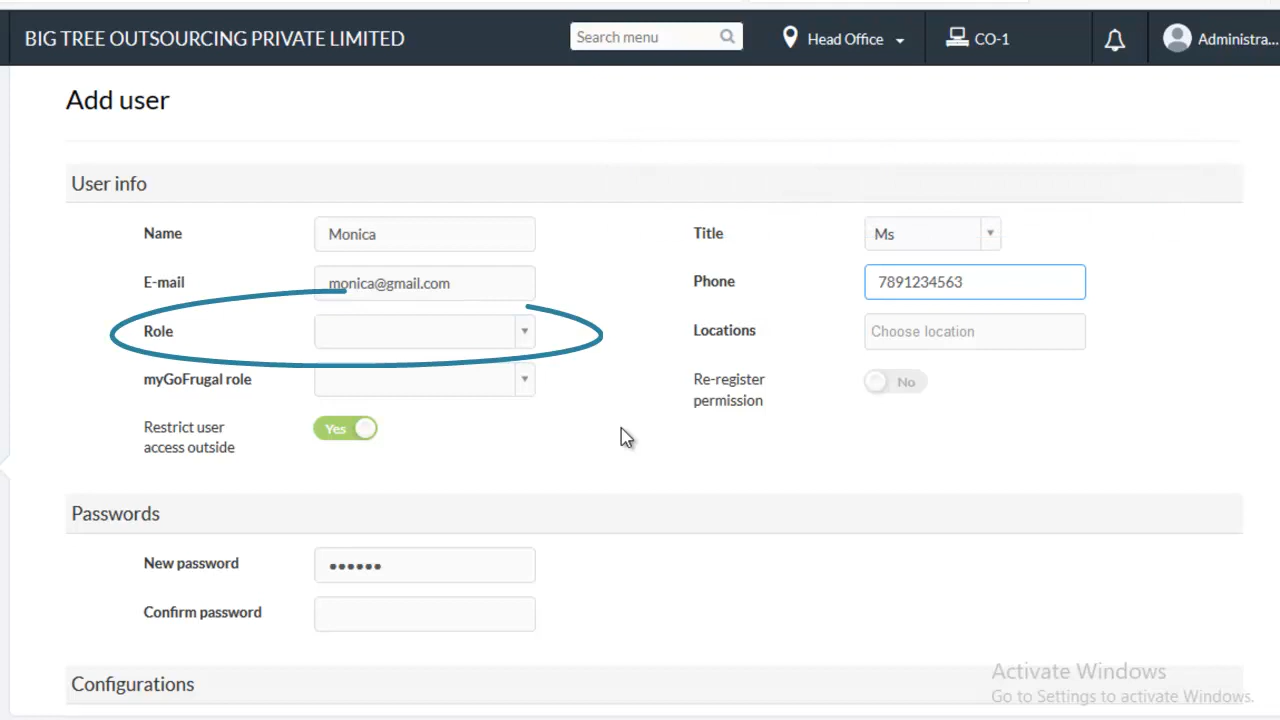 BIG TREE OUTSOURCING PRIVATE LIMITED
Search menu
Head Office
CO-1
Administra...
Add user
User info
Name
Monica
Title
Ms
E-mail
monica@gmail.com
Phone
7891234563
Role
Locations
Choose location
myGoFrugal role
Re-register
permission
No
Restrict user
access outside
Yes
Passwords
New password
••••••
Confirm password
Configurations
Activate Windows
Go to Settings to activate Windows.